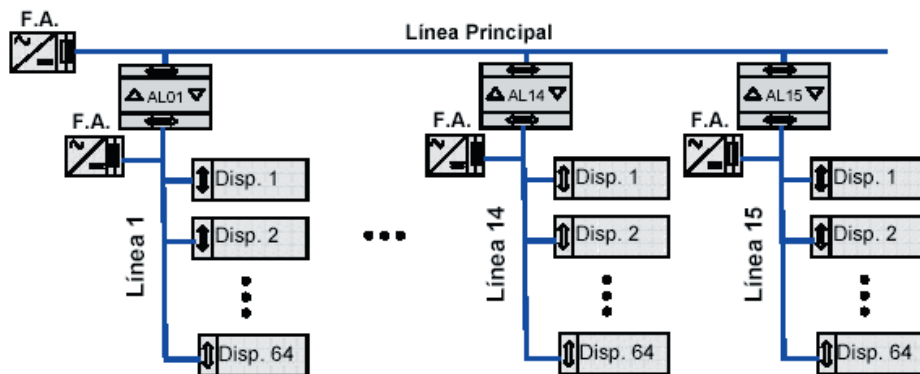 F.A.
Línea Principal
AL01
AL14
AL15
F.A.
F.A.
F.A.
Disp. 1
Disp. 1
Disp. 1
Disp. 2
Disp. 2
Disp. 2
Línea 1
Línea 14
Línea 15
Disp. 64
Disp. 64
Disp. 64